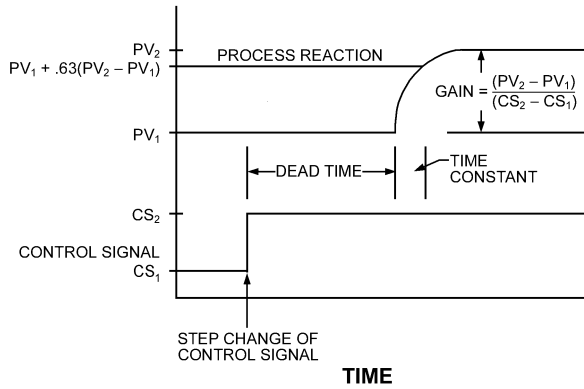 PV₂
PROCESS REACTION
PV₁ + .63(PV₂ – PV₁)
GAIN = (PV₂ – PV₁)
(CS₂ – CS₁)
PV₁
DEAD TIME
TIME
CONSTANT
CS₂
CONTROL SIGNAL
CS₁
STEP CHANGE OF
CONTROL SIGNAL
TIME